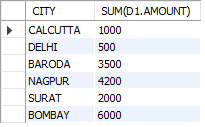 CITY SUM(D1.AMOUNT)
CALCUTTA 1000
DELHI 500
BARODA 3500
NAGPUR 4200
SURAT 2000
BOMBAY 6000